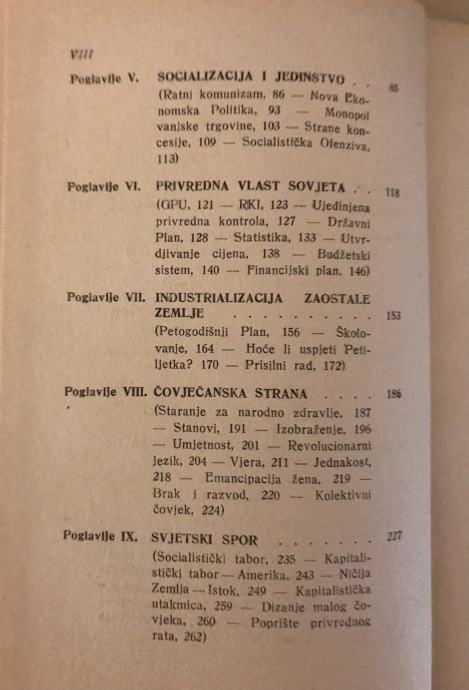 VIII
Poglavlje V. SOCIALIZACIJA I JEDINSTVO . . 86
(Ratni komunizam, 86 — Nova Eko-
nomska Politika, 93 — Monopol
vanjske trgovine, 103 — Strane kon-
cesije, 109 — Socialistička Ofenziva,
113)
Poglavlje VI. PRIVREDNA VLAST SOVJETA . . 118
(GPU, 121 — RKI, 123 — Ujedinjena
privredna kontrola, 127 — Državni
Plan, 128 — Statistika, 133 — Utvr-
djivanje cijena, 138 — Budžetski
sistem, 140 — Financijski plan, 146)
Poglavlje VII. INDUSTRIALIZACIJA ZAOSTALE
ZEMLJE . . . . . . . . . . 153
(Petogodišnji Plan, 156 — Školo-
vanje, 164 — Hoće li uspjeti Peti-
ljetka? 170 — Prisilni rad, 172)
Poglavlje VIII. ČOVJEČANSKA STRANA . . . . 186
(Staranje za narodno zdravlje, 187
— Stanovi, 191 — Izobraženje, 196
— Umjetnost, 201 — Revolucionarni
jezik, 204 — Vjera, 211 — Jednakost,
218 — Emancipacija žena, 219 —
Brak i razvod, 220 — Kolektivni
čovjek, 224)
Poglavlje IX. SVJETSKI SPOR . . . . . . . 227
(Socialistički tabor, 235 — Kapitali-
stički tabor — Amerika, 243 — Ničija
Zemlja — Istok, 249 — Kapitalistička
utakmica, 259 — Dizanje malog čo-
vjeka, 260 — Poprište privrednog
rata, 262)